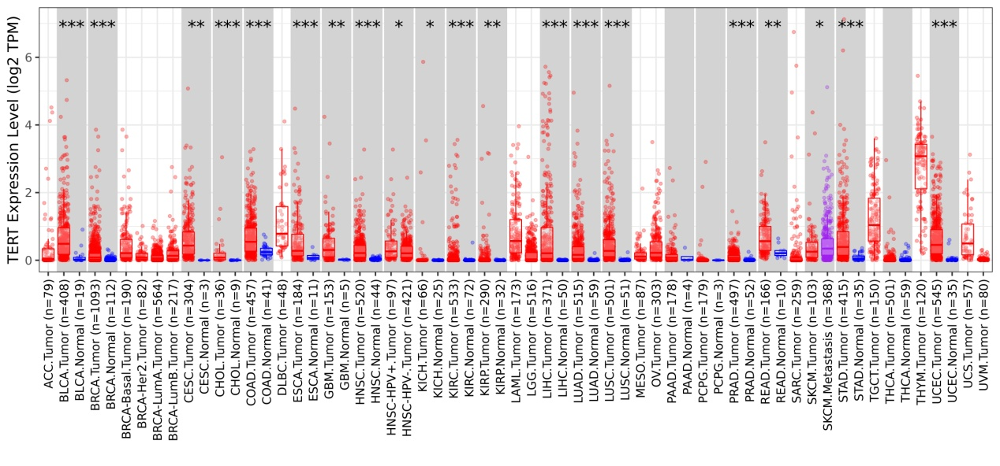 TERT Expression Level (log2 TPM)
6
4
2
0
*** *** ** *** *** *** ** *** * * *** ** *** *** *** *** ** * *** ***
ACC.Tumor (n=79)
BLCA.Tumor (n=408)
BLCA.Normal (n=19)
BRCA.Tumor (n=1093)
BRCA.Normal (n=112)
BRCA-Basal.Tumor (n=190)
BRCA-Her2.Tumor (n=82)
BRCA-LumA.Tumor (n=564)
BRCA-LumB.Tumor (n=217)
CESC.Tumor (n=304)
CESC.Normal (n=3)
CHOL.Tumor (n=36)
CHOL.Normal (n=9)
COAD.Tumor (n=457)
COAD.Normal (n=41)
DLBC.Tumor (n=48)
ESCA.Tumor (n=184)
ESCA.Normal (n=11)
GBM.Tumor (n=153)
GBM.Normal (n=5)
HNSC.Tumor (n=520)
HNSC.Normal (n=44)
HNSC-HPV+.Tumor (n=97)
HNSC-HPV-.Tumor (n=421)
KICH.Tumor (n=66)
KICH.Normal (n=25)
KIRC.Tumor (n=533)
KIRC.Normal (n=72)
KIRP.Tumor (n=290)
KIRP.Normal (n=32)
LAML.Tumor (n=173)
LGG.Tumor (n=516)
LIHC.Tumor (n=371)
LIHC.Normal (n=50)
LUAD.Tumor (n=515)
LUAD.Normal (n=59)
LUSC.Tumor (n=501)
LUSC.Normal (n=51)
MESO.Tumor (n=87)
OV.Tumor (n=303)
PAAD.Tumor (n=178)
PAAD.Normal (n=4)
PCPG.Tumor (n=179)
PCPG.Normal (n=3)
PRAD.Tumor (n=497)
PRAD.Normal (n=52)
READ.Tumor (n=166)
READ.Normal (n=10)
SARC.Tumor (n=259)
SKCM.Tumor (n=103)
SKCM.Metastasis (n=368)
STAD.Tumor (n=415)
STAD.Normal (n=35)
TGCT.Tumor (n=150)
THCA.Tumor (n=501)
THCA.Normal (n=59)
THYM.Tumor (n=120)
UCEC.Tumor (n=545)
UCEC.Normal (n=35)
UCS.Tumor (n=57)
UVM.Tumor (n=80)